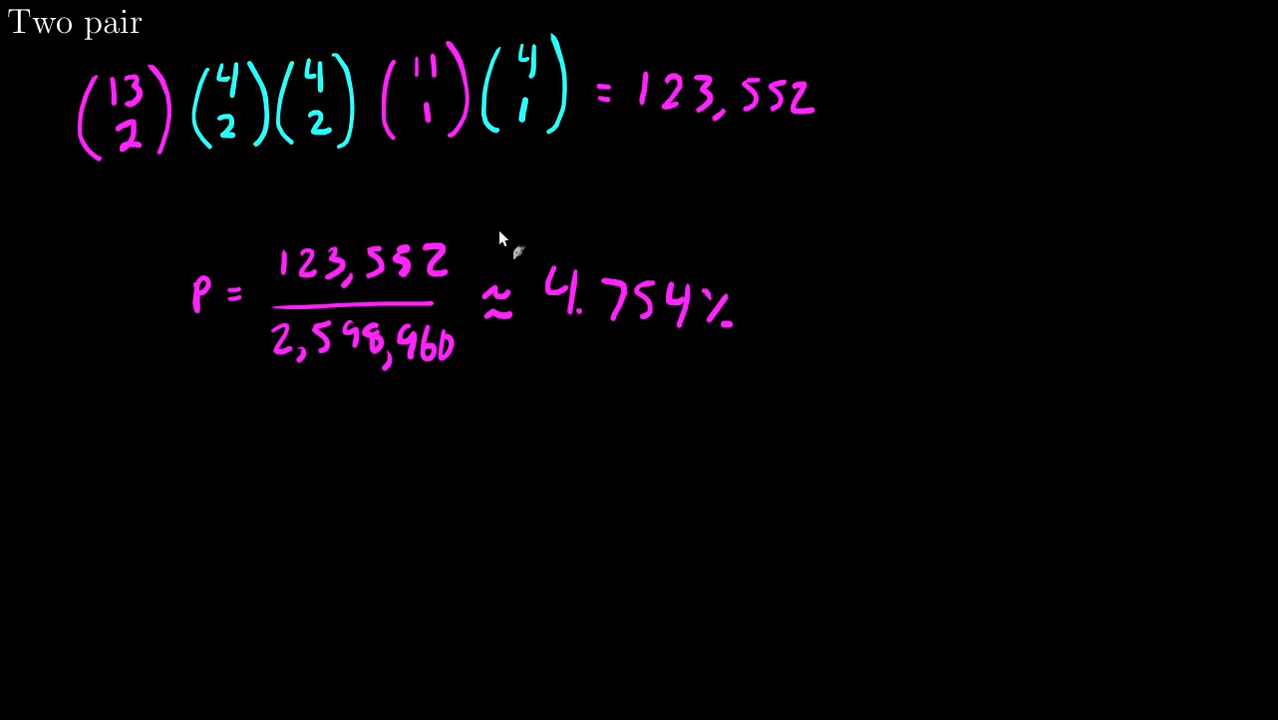 Two pair
(13 2) (4 2) (4 2) (11 1) (4 1) = 123,552
P = 123,552 / 2,598,960 ≈ 4.754%